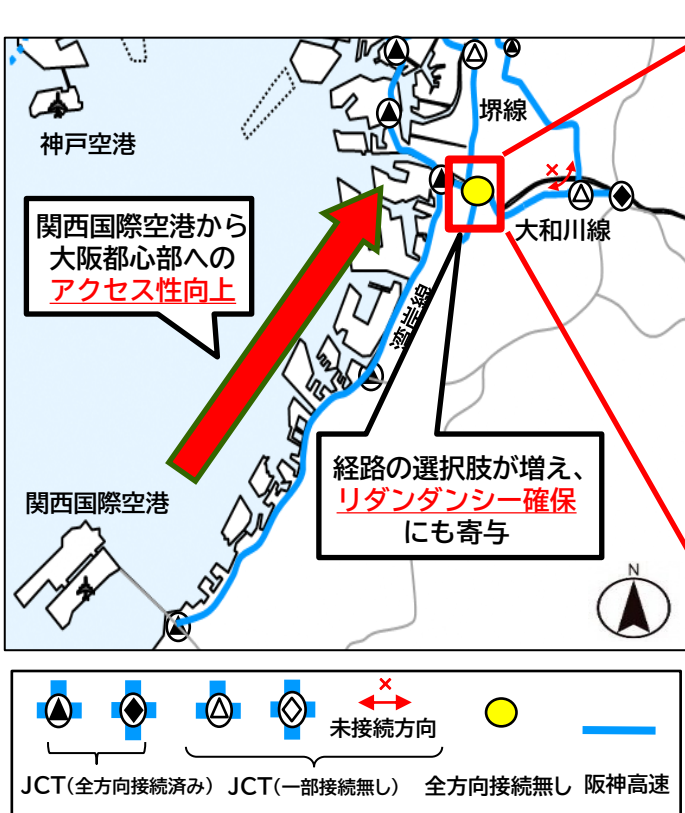 神戸空港
堺線
×
大和川線
関西国際空港から
大阪都心部への
アクセス性向上
湾岸線
経路の選択肢が増え、
リダンダンシー確保
にも寄与
関西国際空港
N
×
未接続方向
JCT(全方向接続済み) JCT(一部接続無し) 全方向接続無し 阪神高速